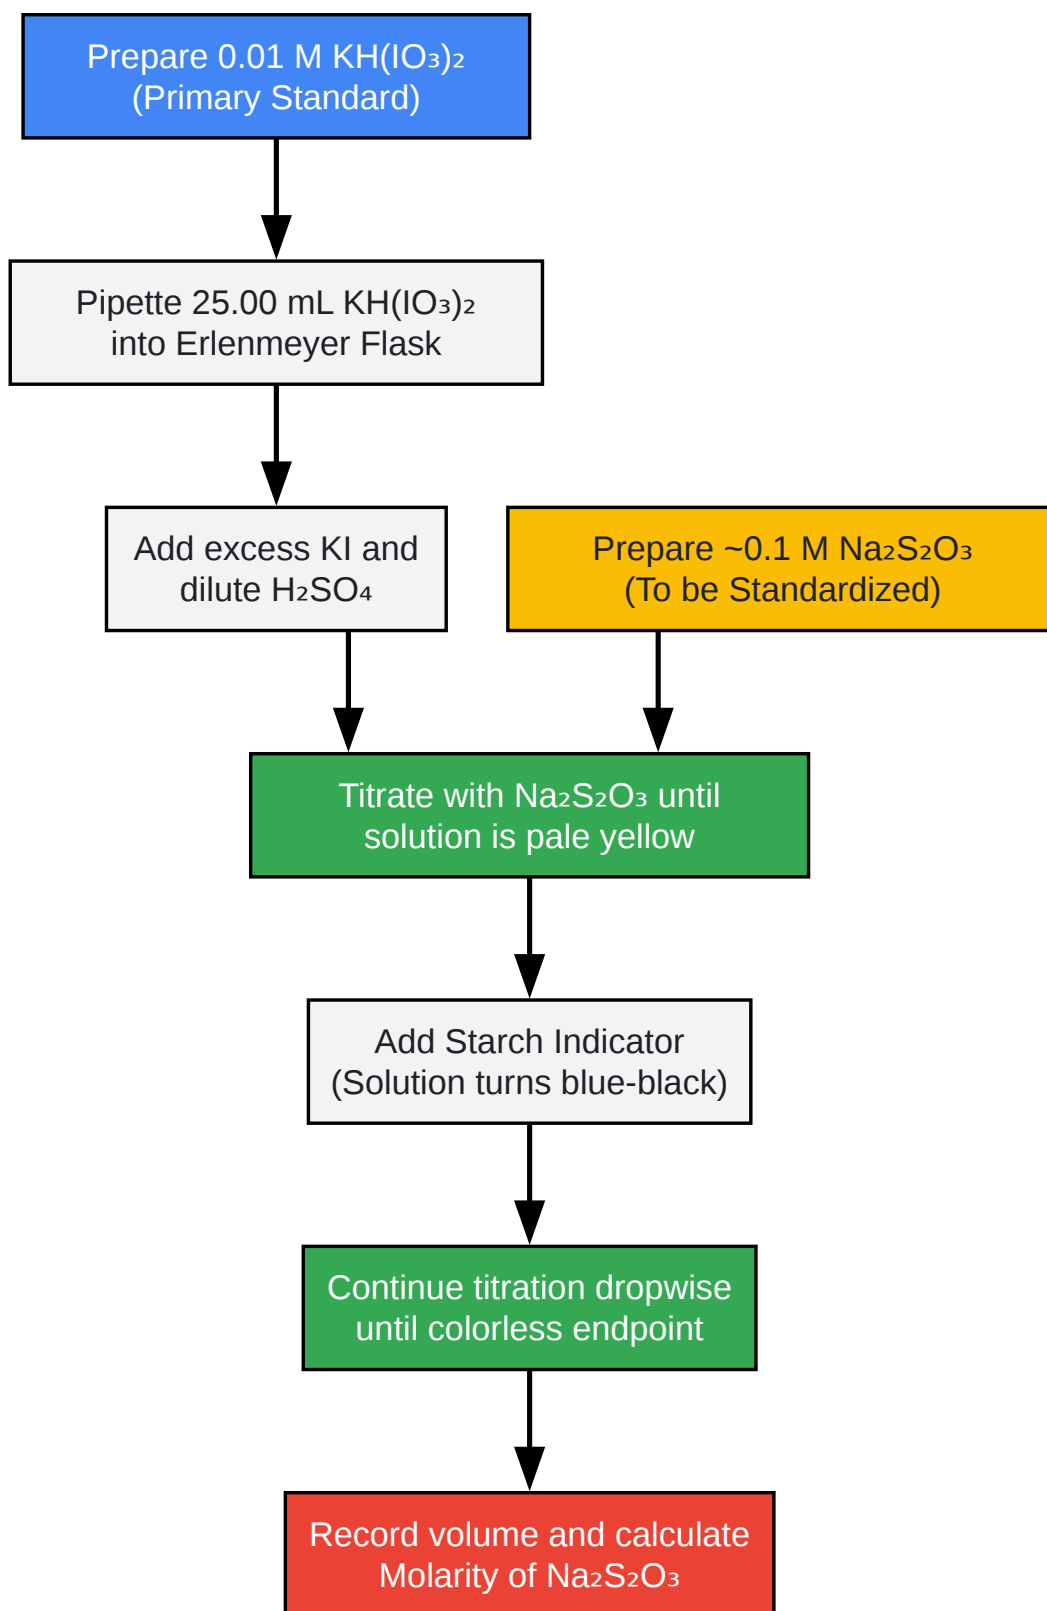 Prepare 0.01 M KH(IO₃)₂
(Primary Standard)
Pipette 25.00 mL KH(IO₃)₂
into Erlenmeyer Flask
Add excess KI and
dilute H₂SO₄
Prepare ~0.1 M Na₂S₂O₃
(To be Standardized)
Titrate with Na₂S₂O₃ until
solution is pale yellow
Add Starch Indicator
(Solution turns blue-black)
Continue titration dropwise
until colorless endpoint
Record volume and calculate
Molarity of Na₂S₂O₃